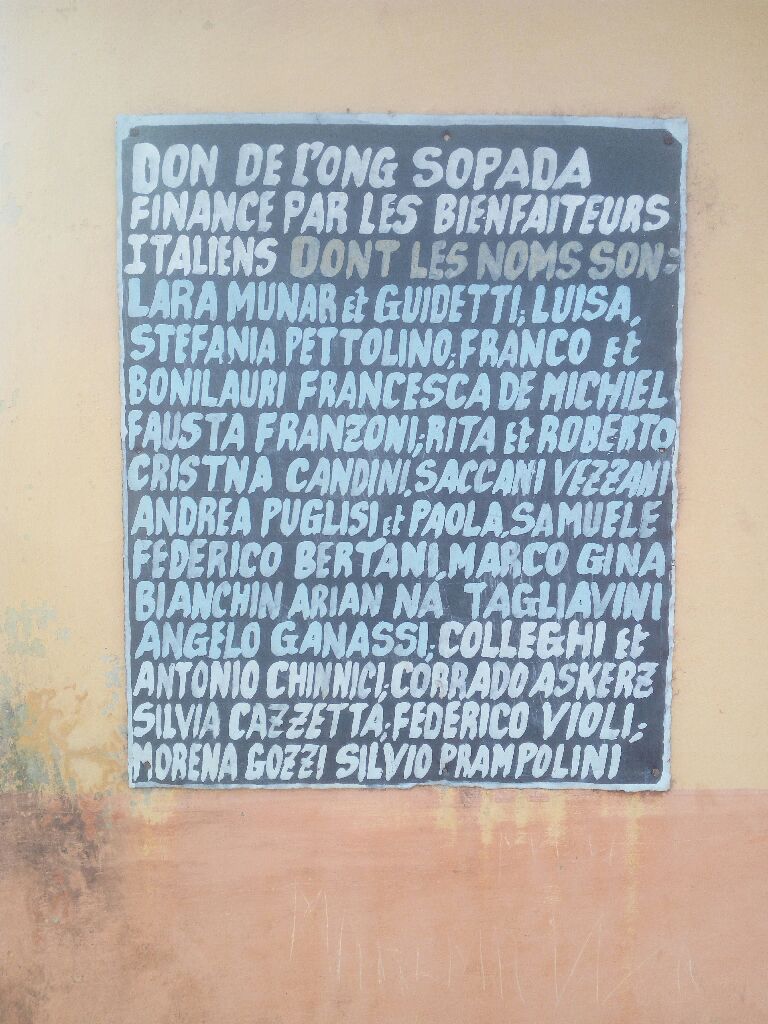 DON DE L'ONG SOPADA
FINANCE PAR LES BIENFAITEURS
ITALIENS DONT LES NOMS SON:
LARA MUNAR et GUIDETTI; LUISA,
STEFANIA PETTOLINO; FRANCO et
BONILAURI FRANCESCA DE MICHIEL
FAUSTA FRANZONI; RITA et ROBERTO
CRISTNA CANDINI, SACCANI VEZZANI
ANDREA PUGLISI et PAOLA, SAMUELE
FEDERICO BERTANI, MARCO GINA
BIANCHIN ARIAN NA TAGLIAVINI
ANGELO GANASSI; COLLEGHI et
ANTONIO CHINNICI; CORRADO ASKERZ
SILVIA CAZZETTA; FEDERICO VIOLI;
MORENA GOZZI SILVIO PRAMPOLINI